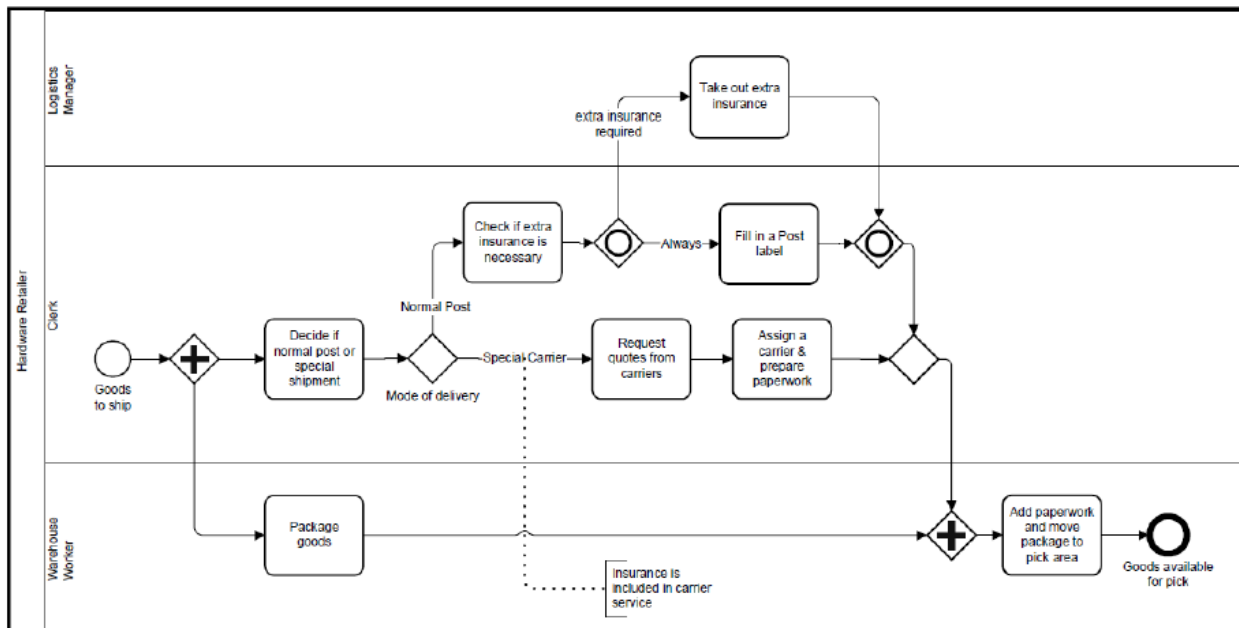 Hardware Retailer
Logistics
Manager
Take out extra
insurance
extra insurance
required
Clerk
Check if extra
insurance is
necessary
Always
Fill in a Post
label
Normal Post
Goods
to ship
Decide if
normal post or
special
shipment
Mode of delivery
Special Carrier
Request
quotes from
carriers
Assign a
carrier &
prepare
paperwork
Warehouse
Worker
Package
goods
Insurance is
included in carrier
service
Add paperwork
and move
package to
pick area
Goods available
for pick